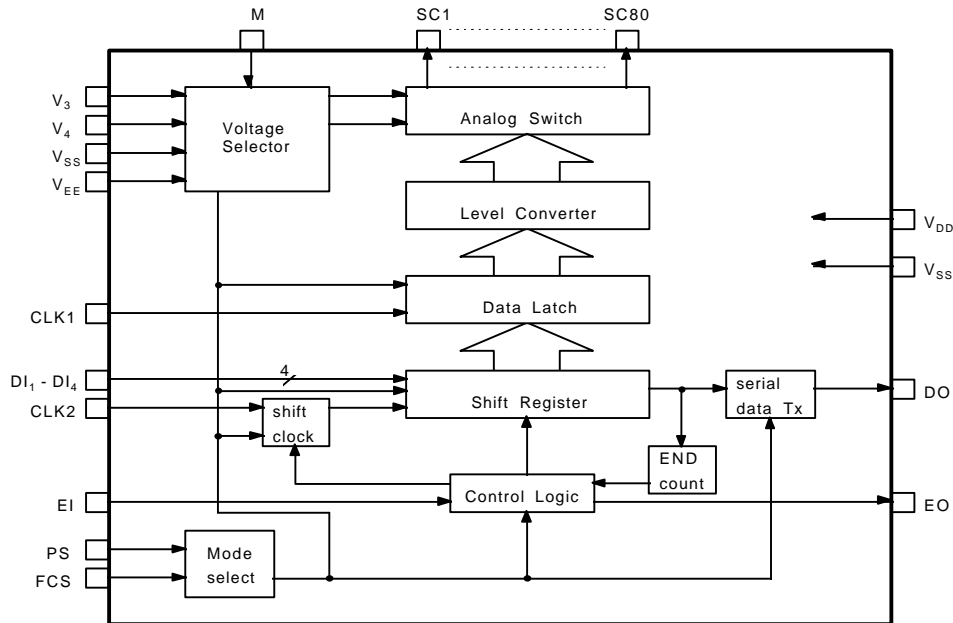 M SC1 SC80
V3
V4
VSS
VEE
Voltage
Selector
Analog Switch
Level Converter
VDD
VSS
Data Latch
CLK1
DI1 - DI4
4
CLK2
shift
clock
Shift Register
serial
data Tx
DO
END
count
EI
Control Logic
EO
PS
FCS
Mode
select